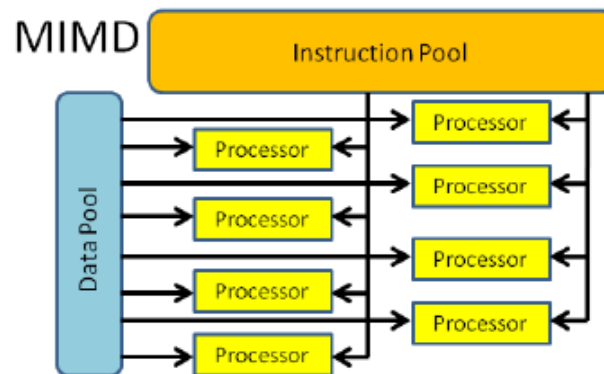 MIMD
Instruction Pool
Data Pool
Processor
Processor
Processor
Processor
Processor
Processor
Processor
Processor